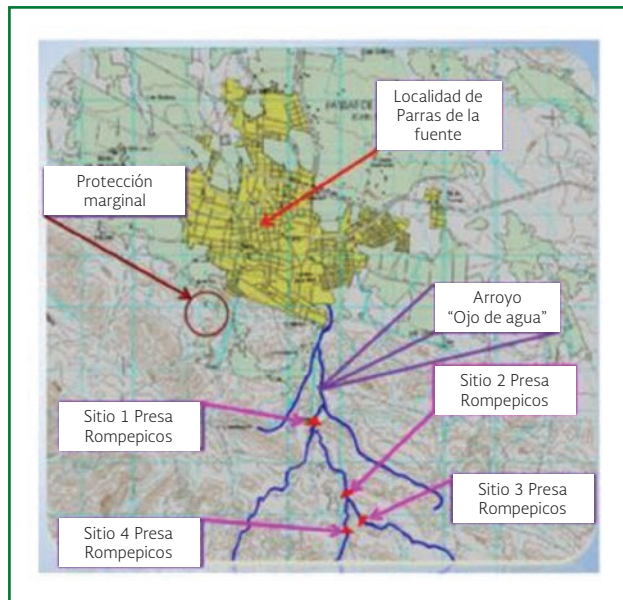 Localidad de
Parras de la
fuente
Protección
marginal
Arroyo
“Ojo de agua”
Sitio 2 Presa
Rompepicos
Sitio 1 Presa
Rompepicos
Sitio 3 Presa
Rompepicos
Sitio 4 Presa
Rompepicos